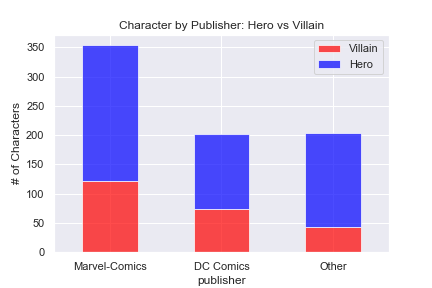 Character by Publisher: Hero vs Villain
Villain
Hero
# of Characters
350
300
250
200
150
100
50
0
Marvel-Comics
DC Comics
Other
publisher